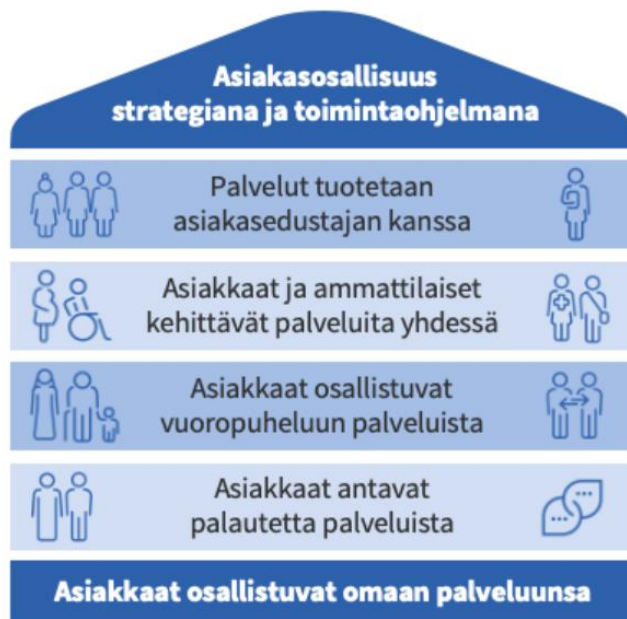 Asiakasosallisuus
strategiana ja toimintaohjelmana
Palvelut tuotetaan
asiakasedustajan kanssa
Asiakkaat ja ammattilaiset
kehittävät palveluita yhdessä
Asiakkaat osallistuvat
vuoropuheluun palveluista
Asiakkaat antavat
palautetta palveluista
Asiakkaat osallistuvat omaan palveluunsa